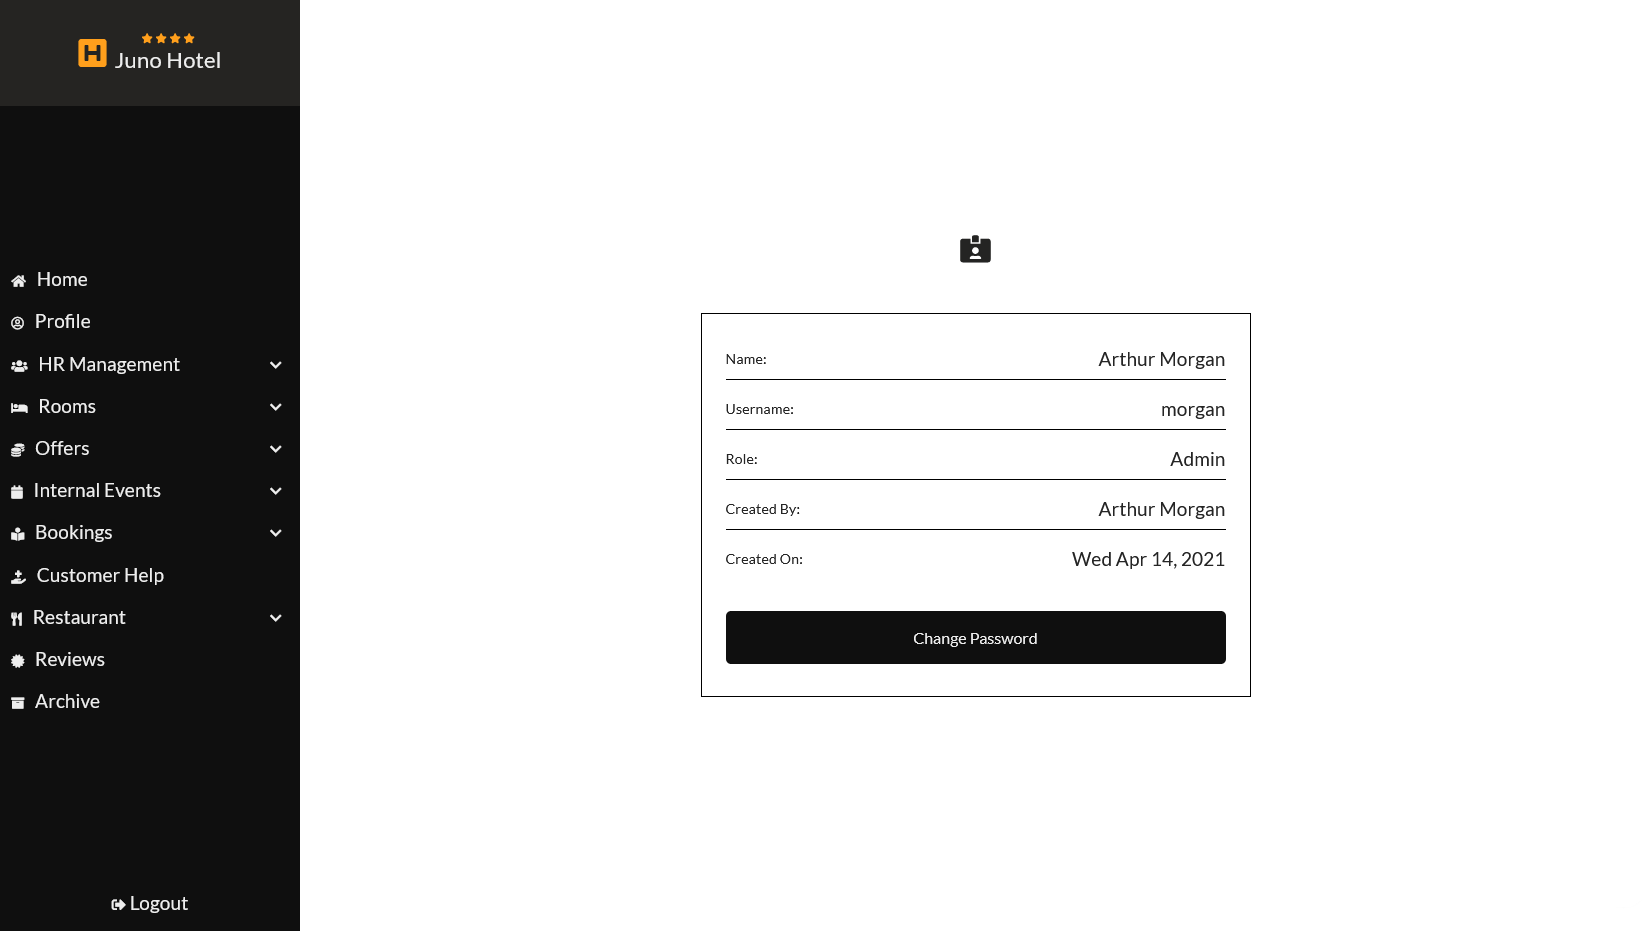 Juno Hotel
Home
Profile
HR Management
Rooms
Offers
Internal Events
Bookings
Customer Help
Restaurant
Reviews
Archive
Logout
Name: Arthur Morgan
Username: morgan
Role: Admin
Created By: Arthur Morgan
Created On: Wed Apr 14, 2021
Change Password